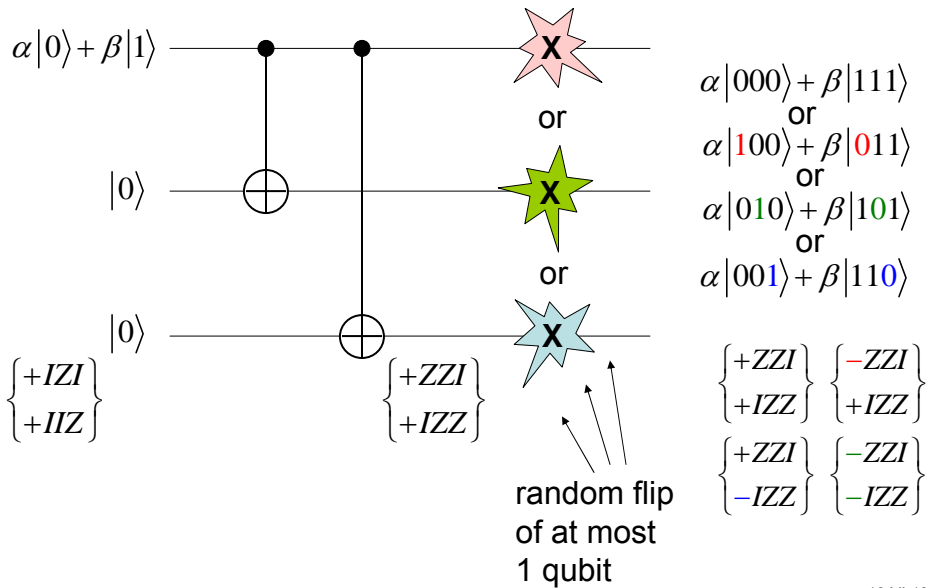 α|0⟩ + β|1⟩
X
or
α|000⟩ + β|111⟩
or
α|100⟩ + β|011⟩
or
α|010⟩ + β|101⟩
or
α|001⟩ + β|110⟩
|0⟩
X
or
|0⟩
X
{+IZI
+IIZ}
{+ZZI
+IZZ}
{+ZZI
+IZZ}
{−ZZI
+IZZ}
{+ZZI
−IZZ}
{−ZZI
−IZZ}
random flip
of at most
1 qubit